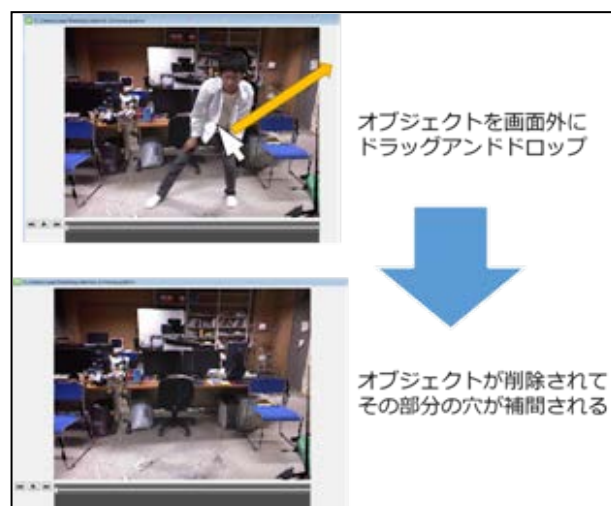 オブジェクトを画面外に
ドラッグアンドドロップ
オブジェクトが削除されて
その部分の穴が補間される